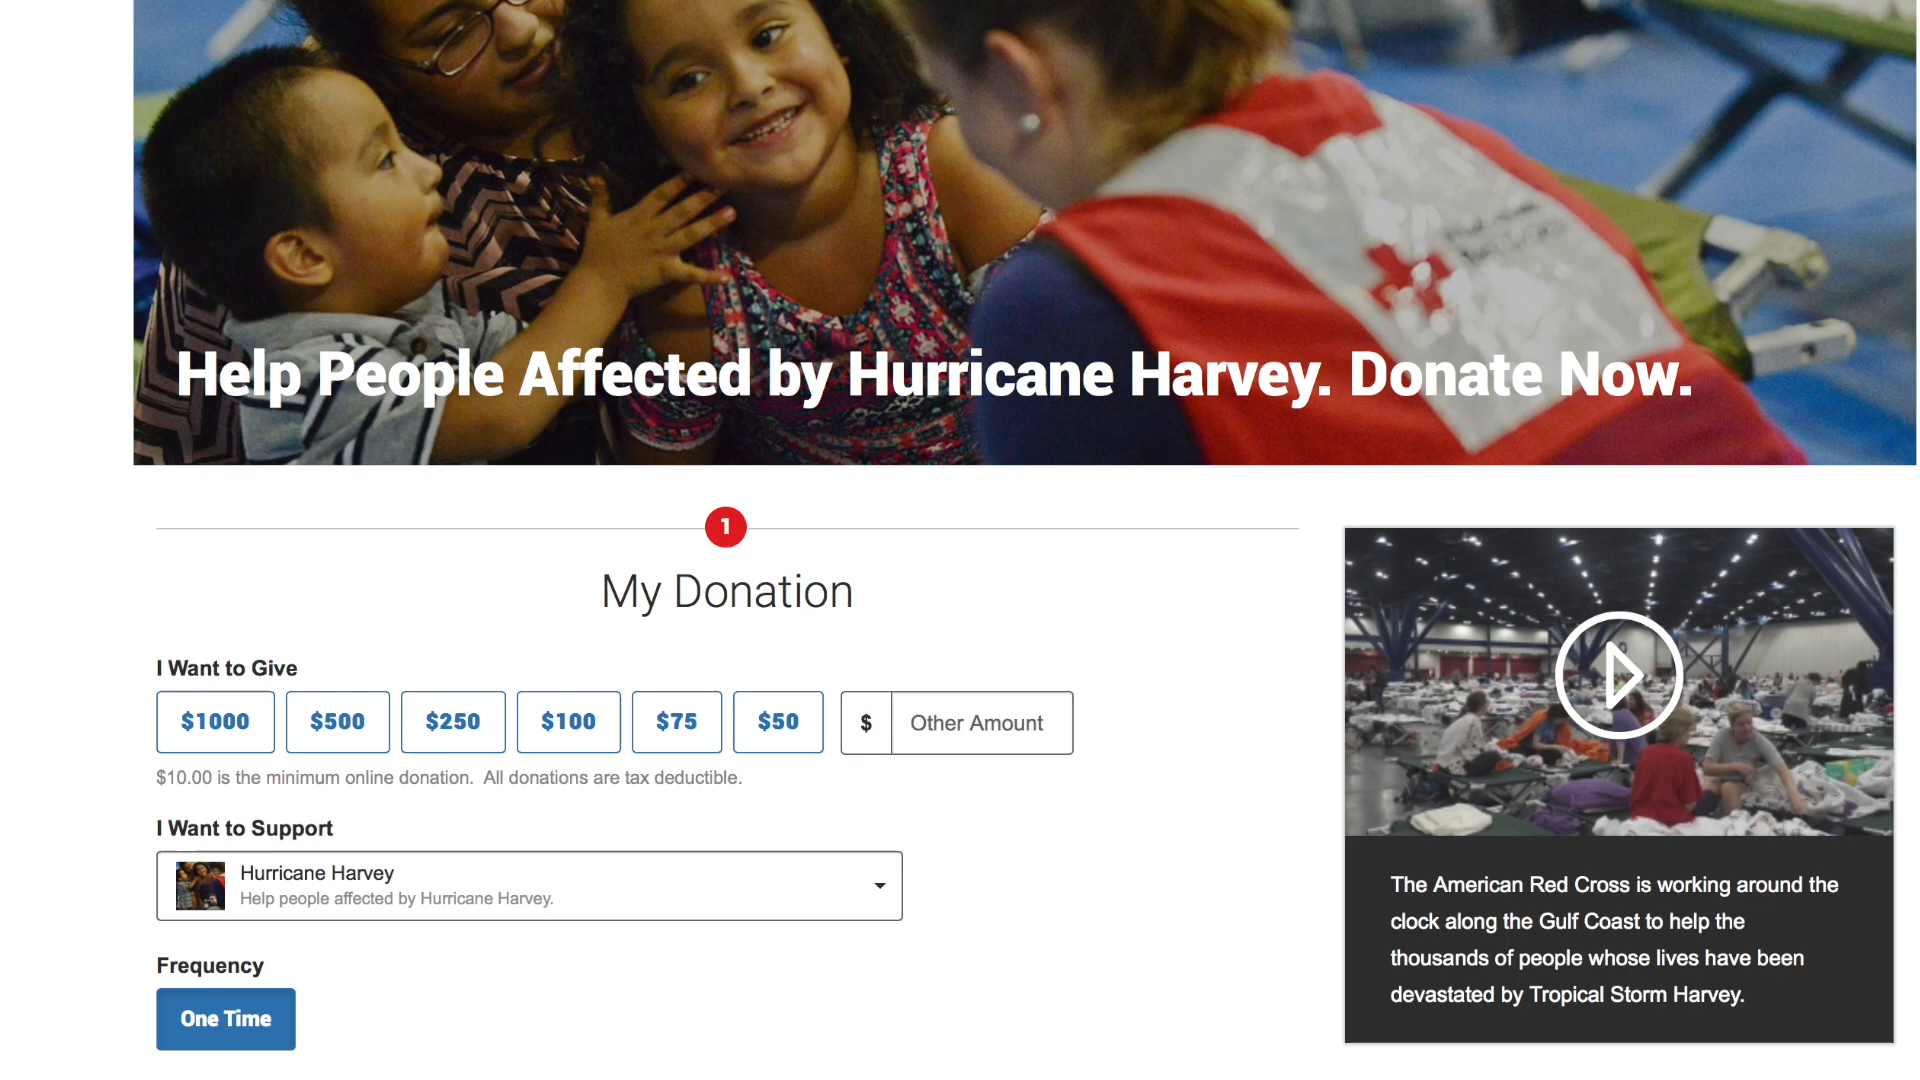 Help People Affected by Hurricane Harvey. Donate Now.
1
My Donation
I Want to Give
$1000 $500 $250 $100 $75 $50 $ Other Amount
$10.00 is the minimum online donation. All donations are tax deductible.
I Want to Support
Hurricane Harvey
Help people affected by Hurricane Harvey.
Frequency
One Time
The American Red Cross is working around the
clock along the Gulf Coast to help the
thousands of people whose lives have been
devastated by Tropical Storm Harvey.